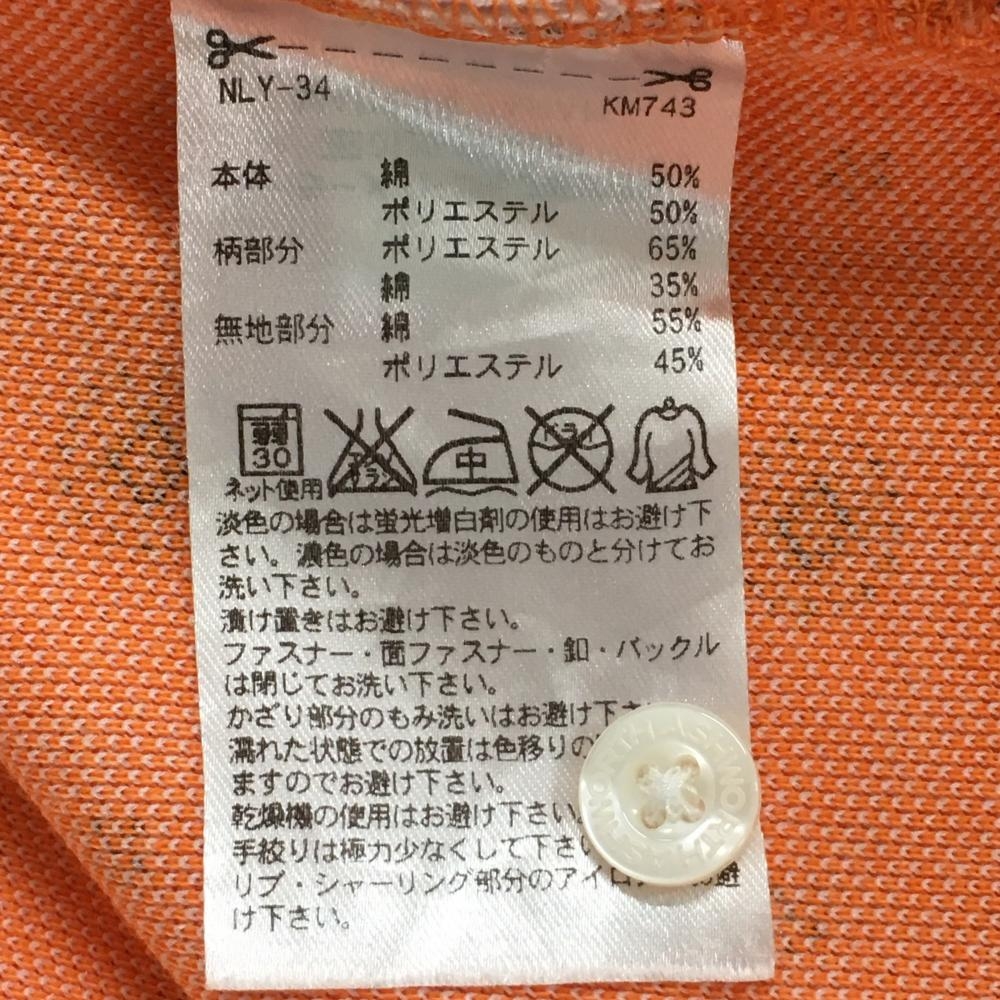 NLY-34
KM743
本体 綿 50%
ポリエステル 50%
柄部分 ポリエステル 65%
綿 35%
無地部分 綿 55%
ポリエステル 45%
弱
30
中
ネット使用
淡色の場合は蛍光増白剤の使用はお避け下
さい。濃色の場合は淡色のものと分けてお
洗い下さい。
漬け置きはお避け下さい。
ファスナー・面ファスナー・釦・バックル
は閉じてお洗い下さい。
かざり部分のもみ洗いはお避け下
濡れた状態での放置は色移りの
ますのでお避け下さい。
乾燥機の使用はお避け下さい
手絞りは極力少なくして下さい
リブ・シャーリング部分のアイロ 避
け下さい。
NORTH